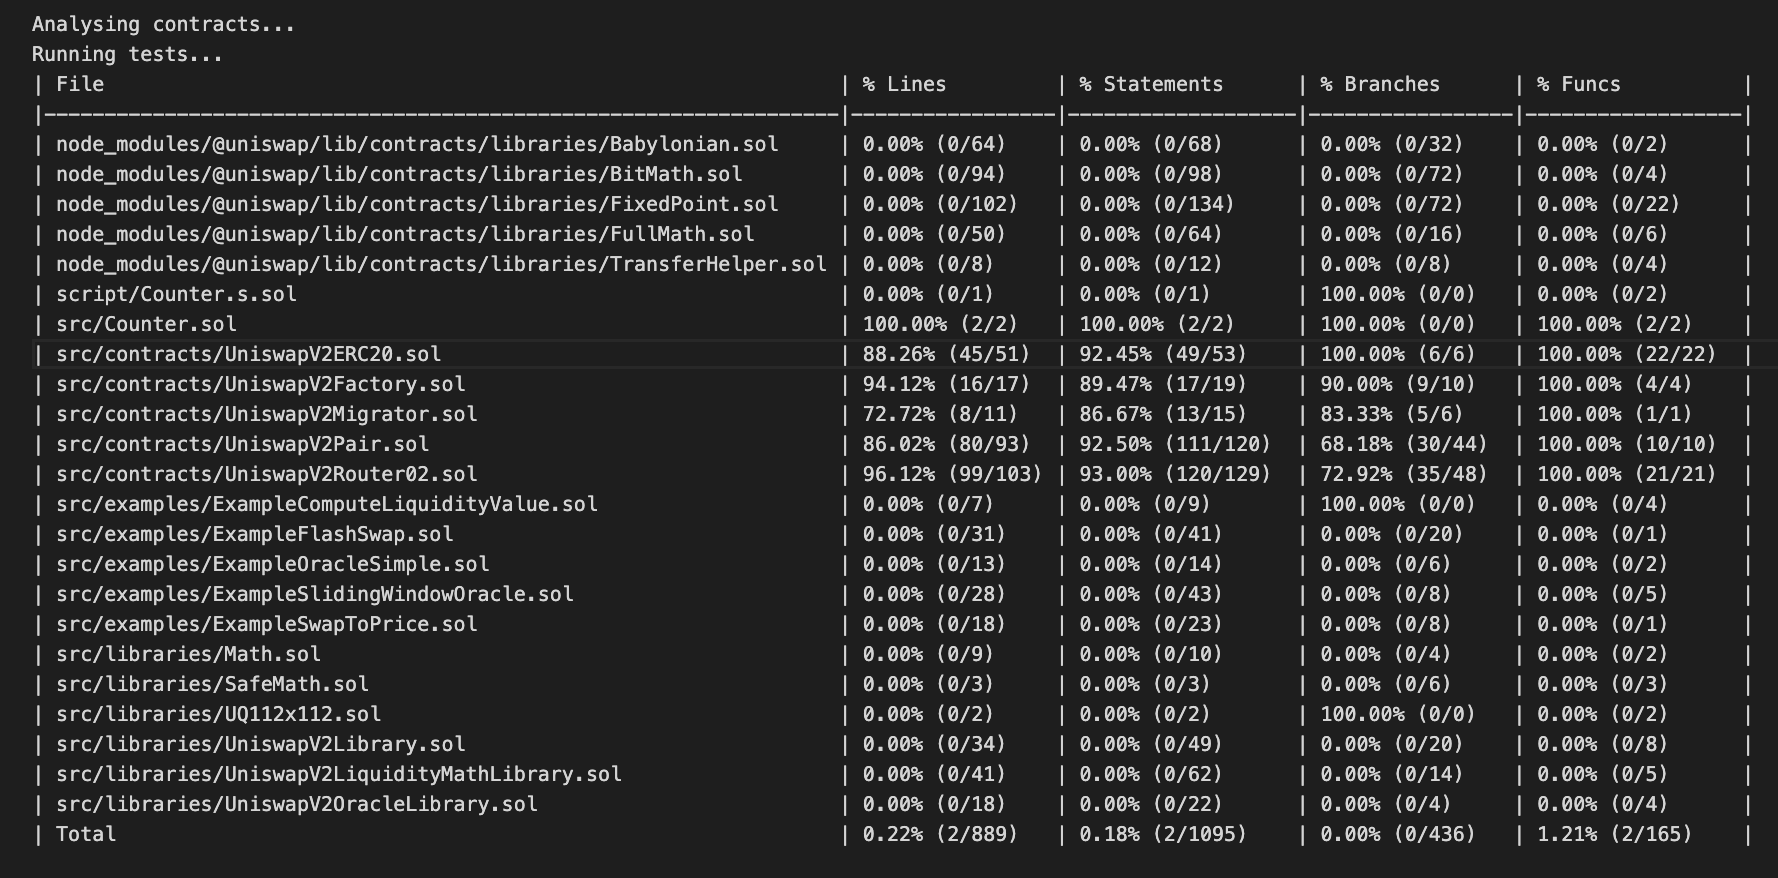 Analysing contracts...
Running tests...
| File | % Lines | % Statements | % Branches | % Funcs |
|------------------------------------------------------------------|-----------------|-------------------|-----------------|------------------|
| node_modules/@uniswap/lib/contracts/libraries/Babylonian.sol | 0.00% (0/64) | 0.00% (0/68) | 0.00% (0/32) | 0.00% (0/2) |
| node_modules/@uniswap/lib/contracts/libraries/BitMath.sol | 0.00% (0/94) | 0.00% (0/98) | 0.00% (0/72) | 0.00% (0/4) |
| node_modules/@uniswap/lib/contracts/libraries/FixedPoint.sol | 0.00% (0/102) | 0.00% (0/134) | 0.00% (0/72) | 0.00% (0/22) |
| node_modules/@uniswap/lib/contracts/libraries/FullMath.sol | 0.00% (0/50) | 0.00% (0/64) | 0.00% (0/16) | 0.00% (0/6) |
| node_modules/@uniswap/lib/contracts/libraries/TransferHelper.sol | 0.00% (0/8) | 0.00% (0/12) | 0.00% (0/8) | 0.00% (0/4) |
| script/Counter.s.sol | 0.00% (0/1) | 0.00% (0/1) | 100.00% (0/0) | 0.00% (0/2) |
| src/Counter.sol | 100.00% (2/2) | 100.00% (2/2) | 100.00% (0/0) | 100.00% (2/2) |
| src/contracts/UniswapV2ERC20.sol | 88.26% (45/51) | 92.45% (49/53) | 100.00% (6/6) | 100.00% (22/22) |
| src/contracts/UniswapV2Factory.sol | 94.12% (16/17) | 89.47% (17/19) | 90.00% (9/10) | 100.00% (4/4) |
| src/contracts/UniswapV2Migrator.sol | 72.72% (8/11) | 86.67% (13/15) | 83.33% (5/6) | 100.00% (1/1) |
| src/contracts/UniswapV2Pair.sol | 86.02% (80/93) | 92.50% (111/120) | 68.18% (30/44) | 100.00% (10/10) |
| src/contracts/UniswapV2Router02.sol | 96.12% (99/103) | 93.00% (120/129) | 72.92% (35/48) | 100.00% (21/21) |
| src/examples/ExampleComputeLiquidityValue.sol | 0.00% (0/7) | 0.00% (0/9) | 100.00% (0/0) | 0.00% (0/4) |
| src/examples/ExampleFlashSwap.sol | 0.00% (0/31) | 0.00% (0/41) | 0.00% (0/20) | 0.00% (0/1) |
| src/examples/ExampleOracleSimple.sol | 0.00% (0/13) | 0.00% (0/14) | 0.00% (0/6) | 0.00% (0/2) |
| src/examples/ExampleSlidingWindowOracle.sol | 0.00% (0/28) | 0.00% (0/43) | 0.00% (0/8) | 0.00% (0/5) |
| src/examples/ExampleSwapToPrice.sol | 0.00% (0/18) | 0.00% (0/23) | 0.00% (0/8) | 0.00% (0/1) |
| src/libraries/Math.sol | 0.00% (0/9) | 0.00% (0/10) | 0.00% (0/4) | 0.00% (0/2) |
| src/libraries/SafeMath.sol | 0.00% (0/3) | 0.00% (0/3) | 0.00% (0/6) | 0.00% (0/3) |
| src/libraries/UQ112x112.sol | 0.00% (0/2) | 0.00% (0/2) | 100.00% (0/0) | 0.00% (0/2) |
| src/libraries/UniswapV2Library.sol | 0.00% (0/34) | 0.00% (0/49) | 0.00% (0/20) | 0.00% (0/8) |
| src/libraries/UniswapV2LiquidityMathLibrary.sol | 0.00% (0/41) | 0.00% (0/62) | 0.00% (0/14) | 0.00% (0/5) |
| src/libraries/UniswapV2OracleLibrary.sol | 0.00% (0/18) | 0.00% (0/22) | 0.00% (0/4) | 0.00% (0/4) |
| Total | 0.22% (2/889) | 0.18% (2/1095) | 0.00% (0/436) | 1.21% (2/165) |